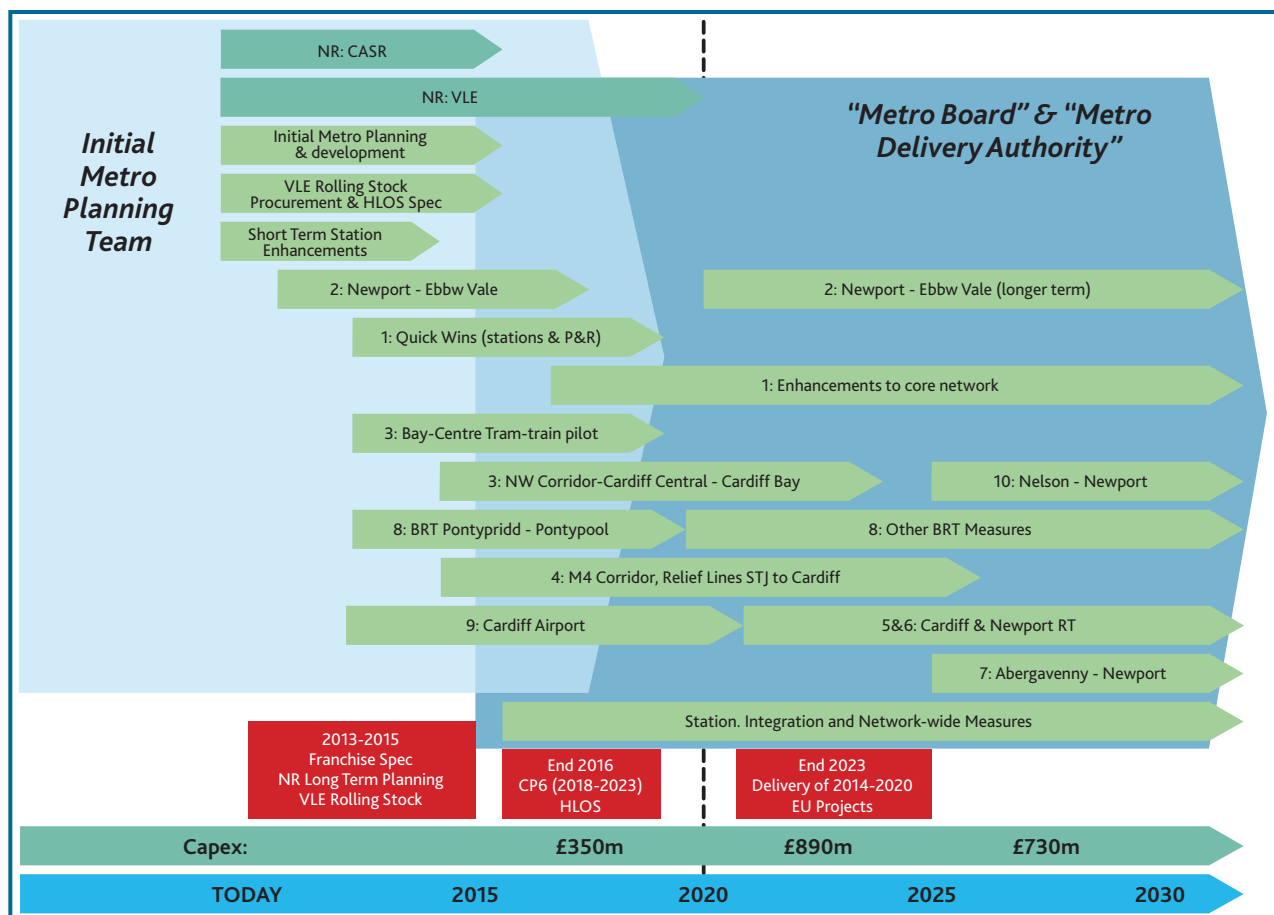 NR: CASR
NR: VLE
Initial
Metro
Planning
Team
“Metro Board” & “Metro
Delivery Authority”
Initial Metro Planning
& development
VLE Rolling Stock
Procurement & HLOS Spec
Short Term Station
Enhancements
2: Newport - Ebbw Vale
2: Newport - Ebbw Vale (longer term)
1: Quick Wins (stations & P&R)
1: Enhancements to core network
3: Bay-Centre Tram-train pilot
3: NW Corridor-Cardiff Central - Cardiff Bay
10: Nelson - Newport
8: BRT Pontypridd - Pontypool
8: Other BRT Measures
4: M4 Corridor, Relief Lines STJ to Cardiff
9: Cardiff Airport
5&6: Cardiff & Newport RT
7: Abergavenny - Newport
Station. Integration and Network-wide Measures
2013-2015
Franchise Spec
NR Long Term Planning
VLE Rolling Stock
End 2016
CP6 (2018-2023)
HLOS
End 2023
Delivery of 2014-2020
EU Projects
Capex: £350m £890m £730m
TODAY 2015 2020 2025 2030